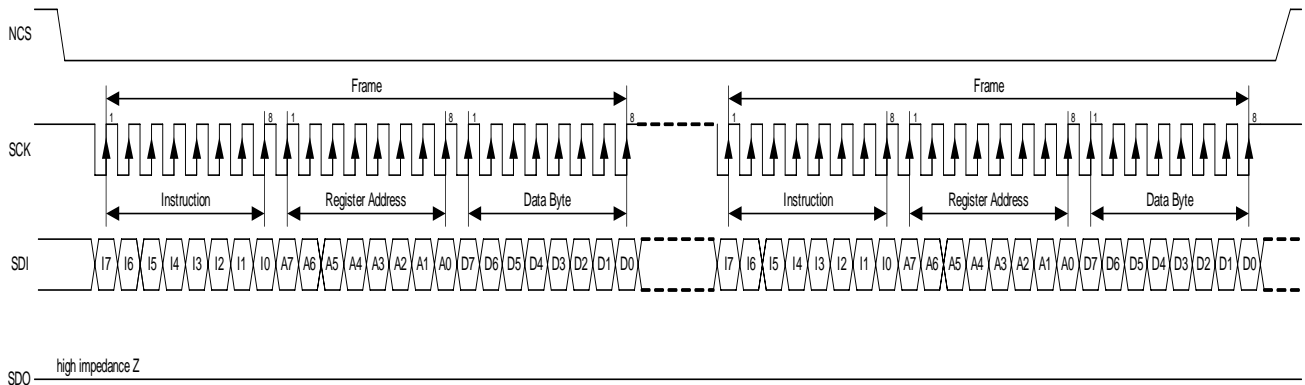 NCS
Frame Frame
1 8 1 8 1 8 1 8 1 8 1 8
SCK
Instruction Register Address Data Byte Instruction Register Address Data Byte
SDI I7 I6 I5 I4 I3 I2 I1 I0 A7 A6 A5 A4 A3 A2 A1 A0 D7 D6 D5 D4 D3 D2 D1 D0 I7 I6 I5 I4 I3 I2 I1 I0 A7 A6 A5 A4 A3 A2 A1 A0 D7 D6 D5 D4 D3 D2 D1 D0
high impedance Z
SDO